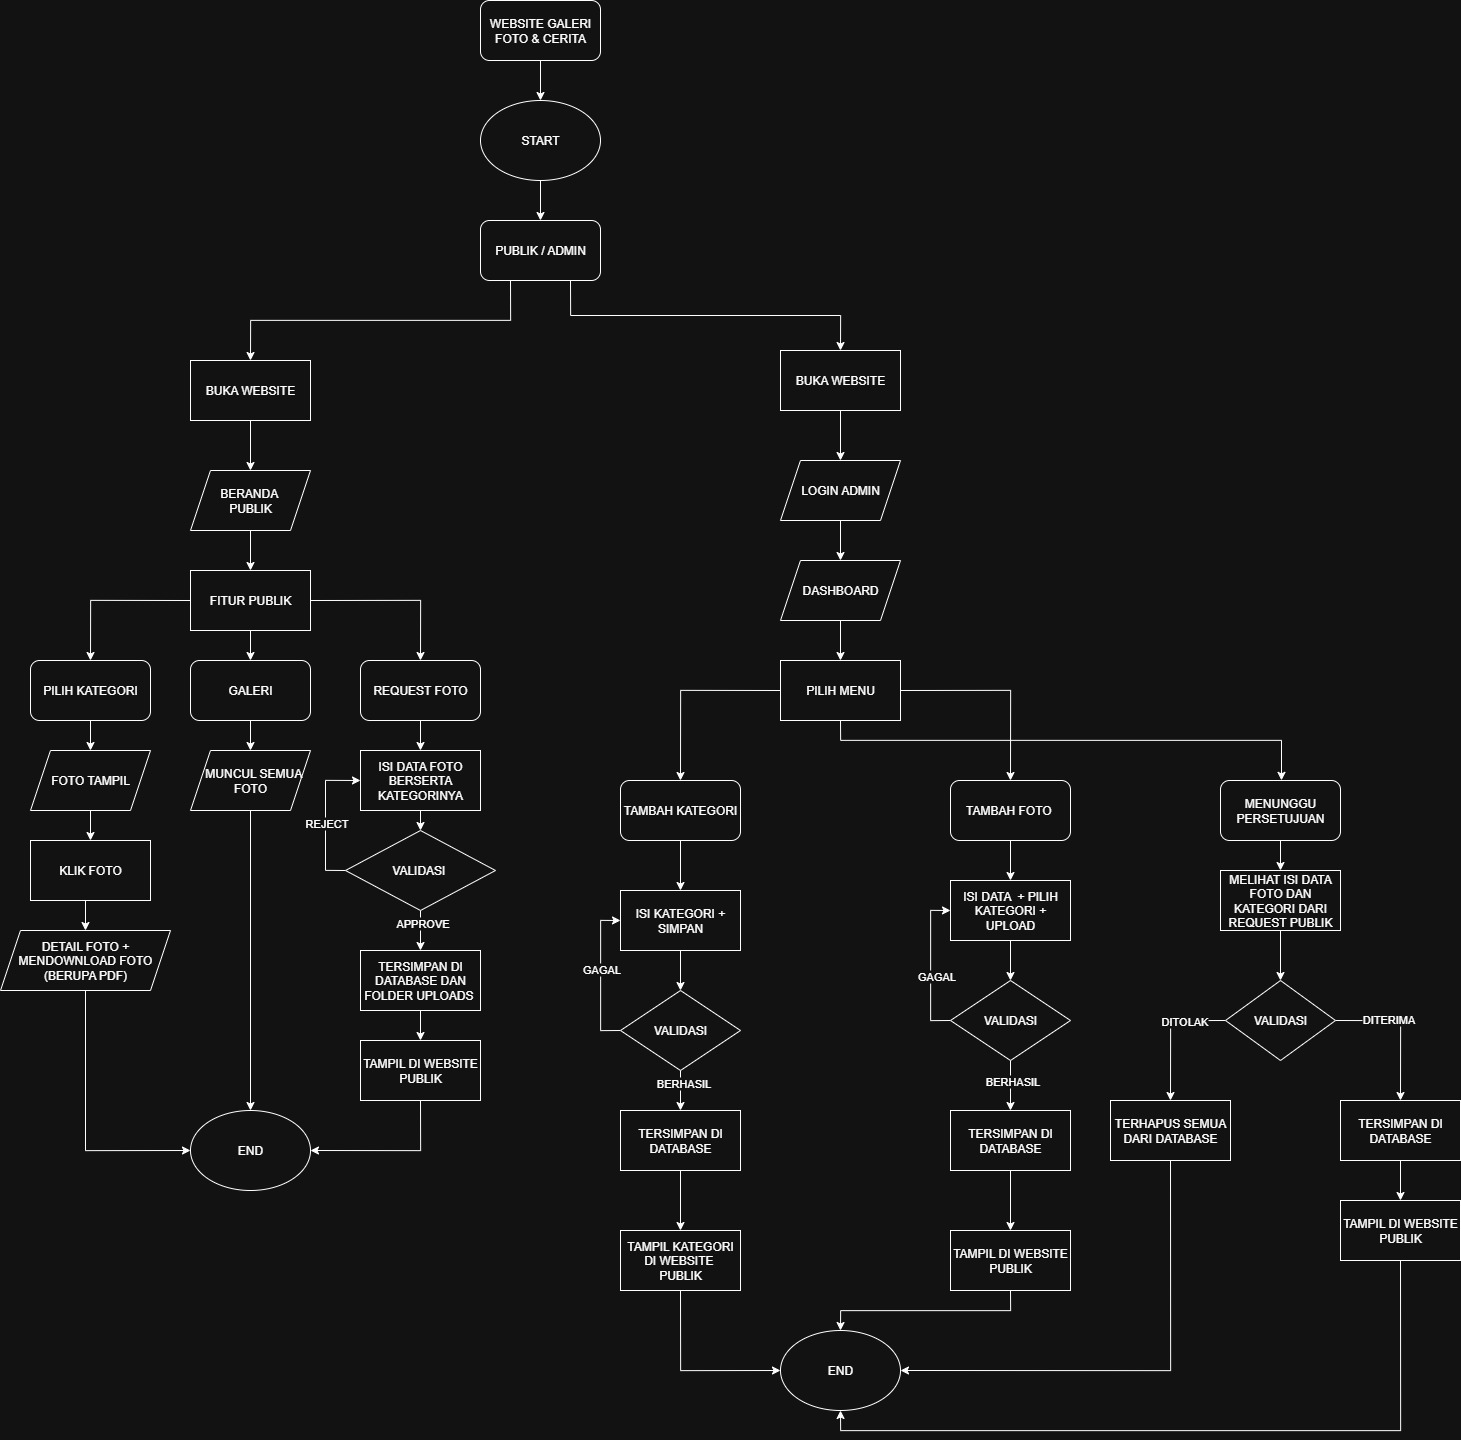 WEBSITE GALERI
FOTO & CERITA
START
PUBLIK / ADMIN
BUKA WEBSITE
BERANDA
PUBLIK
FITUR PUBLIK
PILIH KATEGORI
FOTO TAMPIL
KLIK FOTO
DETAIL FOTO +
MENDOWNLOAD FOTO
(BERUPA PDF)
GALERI
MUNCUL SEMUA
FOTO
REQUEST FOTO
ISI DATA FOTO
BERSERTA
KATEGORINYA
REJECT
VALIDASI
APPROVE
TERSIMPAN DI
DATABASE DAN
FOLDER UPLOADS
TAMPIL DI WEBSITE
PUBLIK
END
BUKA WEBSITE
LOGIN ADMIN
DASHBOARD
PILIH MENU
TAMBAH KATEGORI
ISI KATEGORI +
SIMPAN
GAGAL
VALIDASI
BERHASIL
TERSIMPAN DI
DATABASE
TAMPIL KATEGORI
DI WEBSITE
PUBLIK
TAMBAH FOTO
ISI DATA + PILIH
KATEGORI +
UPLOAD
GAGAL
VALIDASI
BERHASIL
TERSIMPAN DI
DATABASE
TAMPIL DI WEBSITE
PUBLIK
MENUNGGU
PERSETUJUAN
MELIHAT ISI DATA
FOTO DAN
KATEGORI DARI
REQUEST PUBLIK
VALIDASI
DITOLAK
TERHAPUS SEMUA
DARI DATABASE
DITERIMA
TERSIMPAN DI
DATABASE
TAMPIL DI WEBSITE
PUBLIK
END